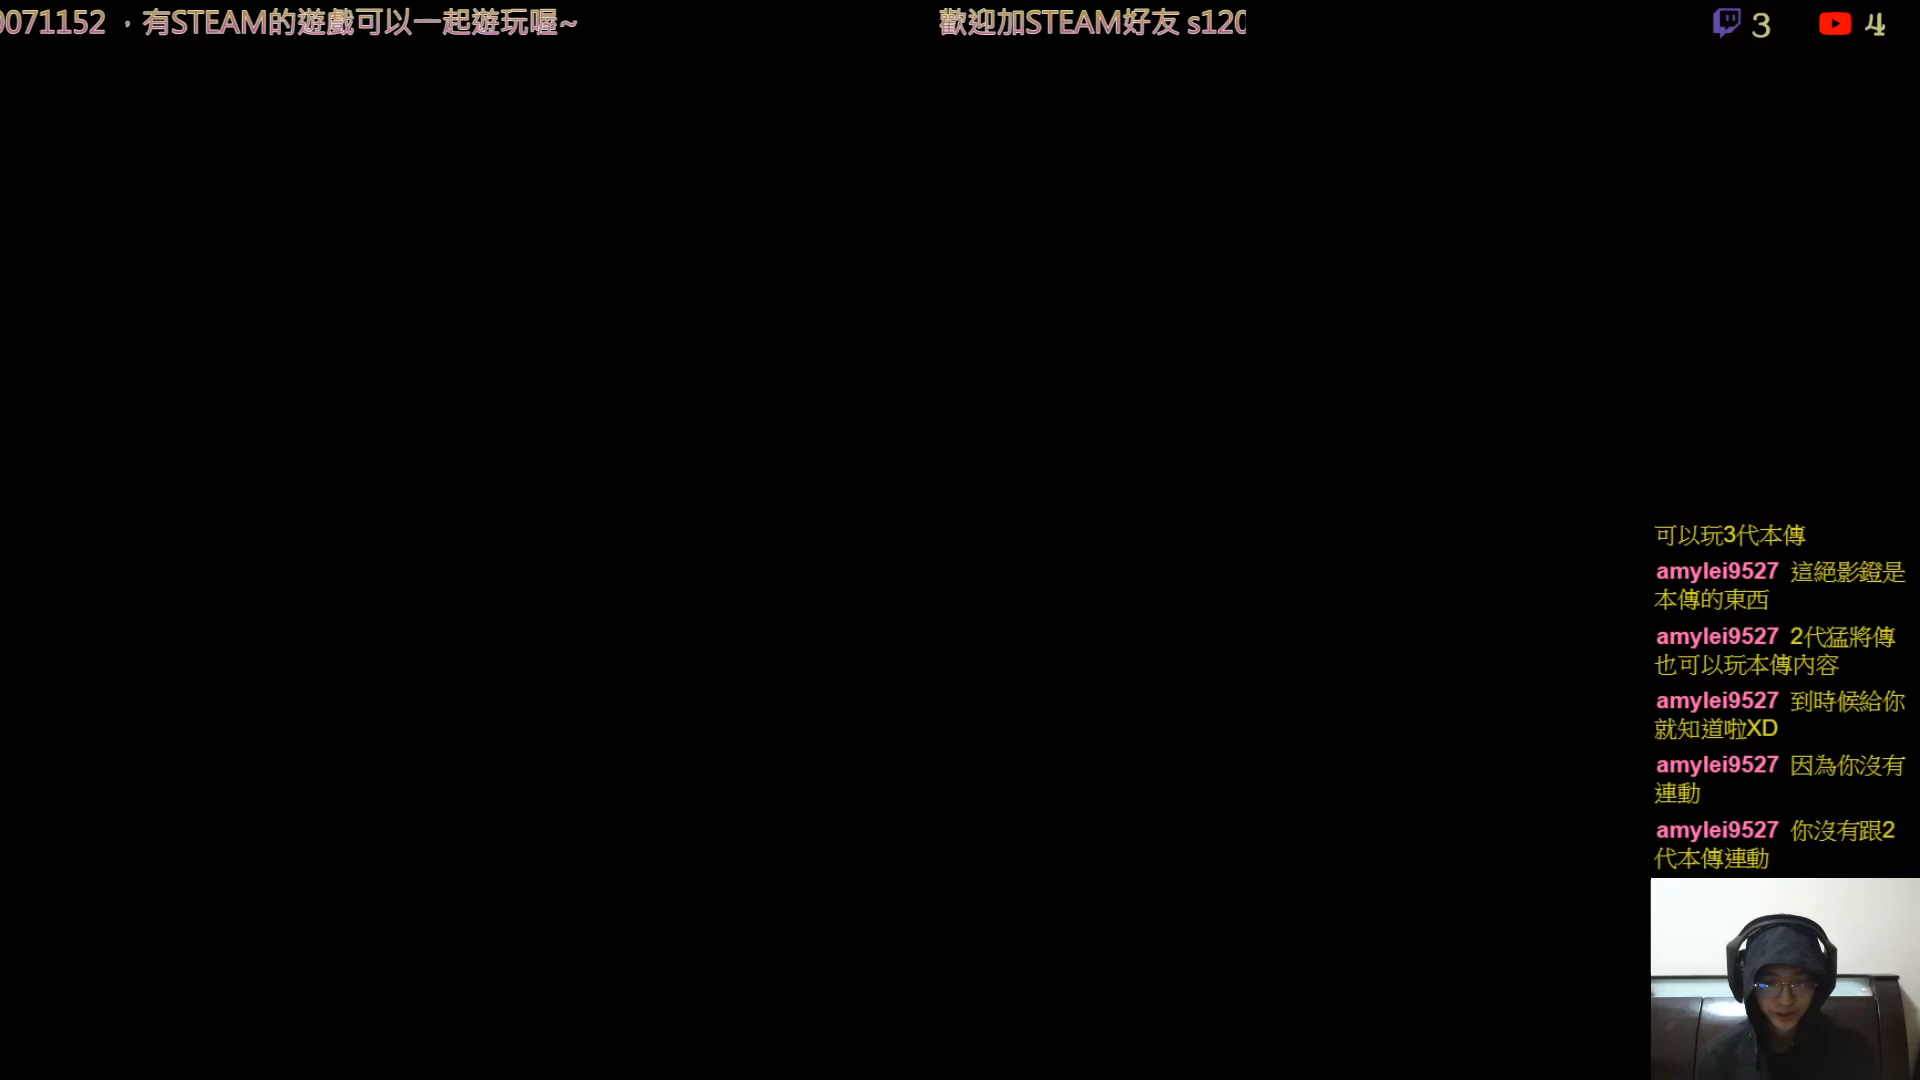 0071152 ，有STEAM的遊戲可以一起遊玩喔~
歡迎加STEAM好友 s120
3
4
可以玩3代本傳
amylei9527 這絕影鐙是
本傳的東西
amylei9527 2代猛將傳
也可以玩本傳內容
amylei9527 到時候給你
就知道啦XD
amylei9527 因為你沒有
連動
amylei9527 你沒有跟2
代本傳連動